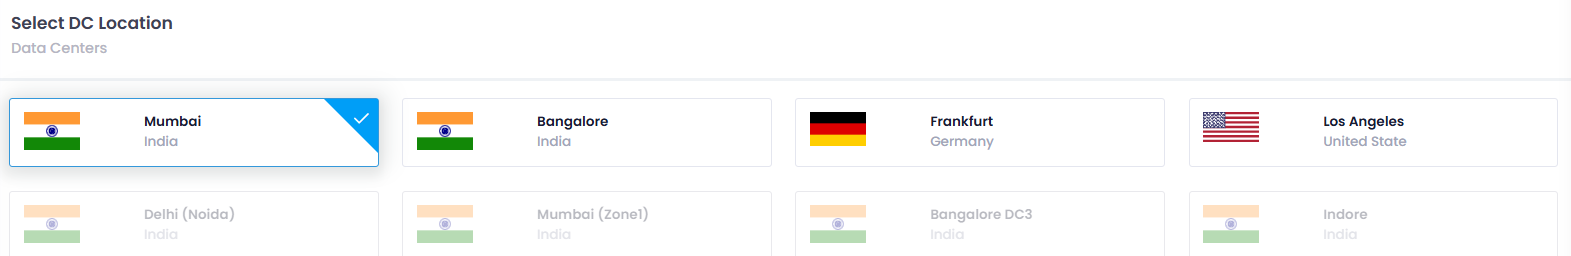 Select DC Location
Data Centers
Mumbai
India
Bangalore
India
Frankfurt
Germany
Los Angeles
United State
Delhi (Noida)
India
Mumbai (Zone1)
India
Bangalore DC3
India
Indore
India